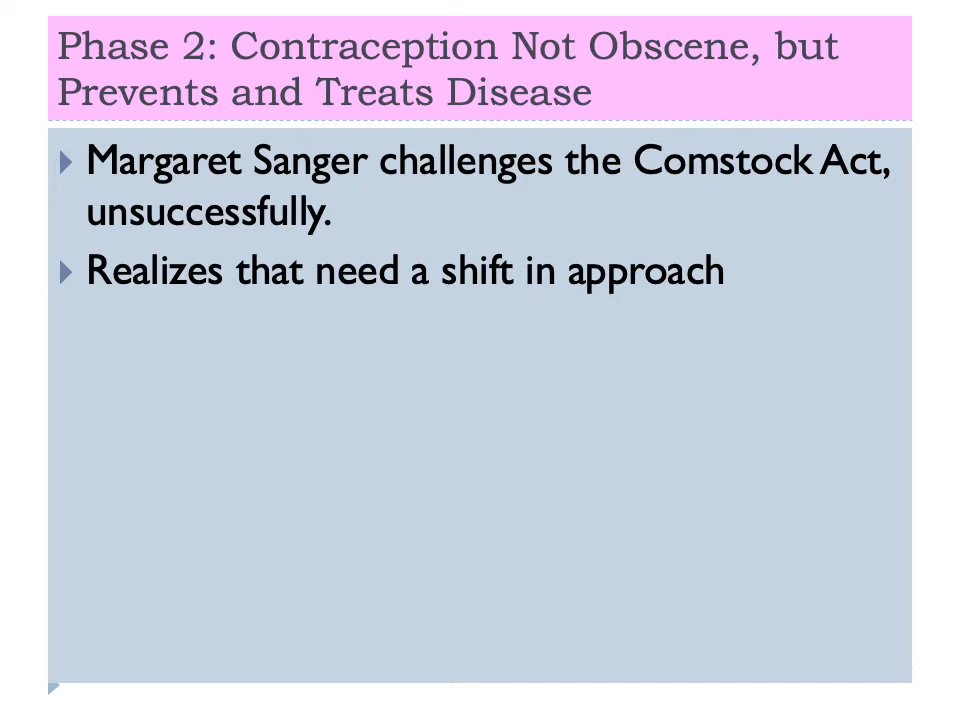 Phase 2: Contraception Not Obscene, but
Prevents and Treats Disease
Margaret Sanger challenges the Comstock Act,
unsuccessfully.
Realizes that need a shift in approach